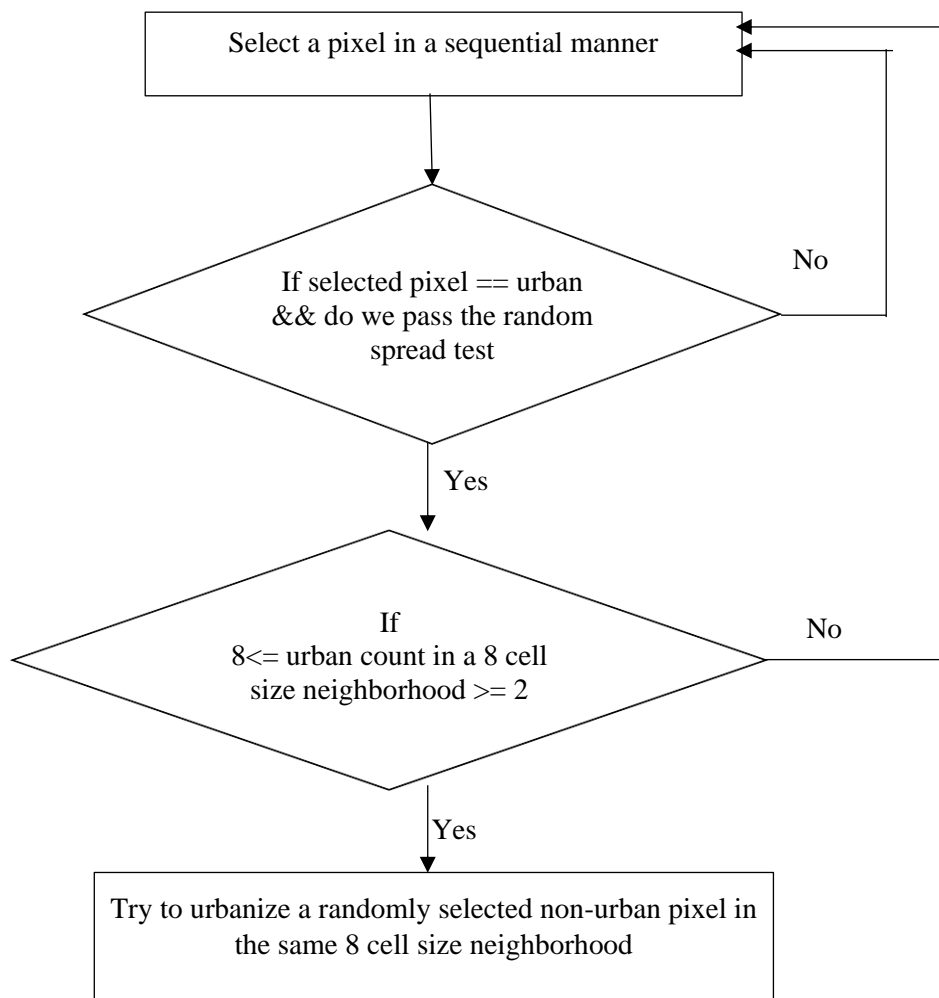 Select a pixel in a sequential manner
No
If selected pixel == urban
&& do we pass the random
spread test
Yes
No
If
8<= urban count in a 8 cell
size neighborhood >= 2
Yes
Try to urbanize a randomly selected non-urban pixel in
the same 8 cell size neighborhood